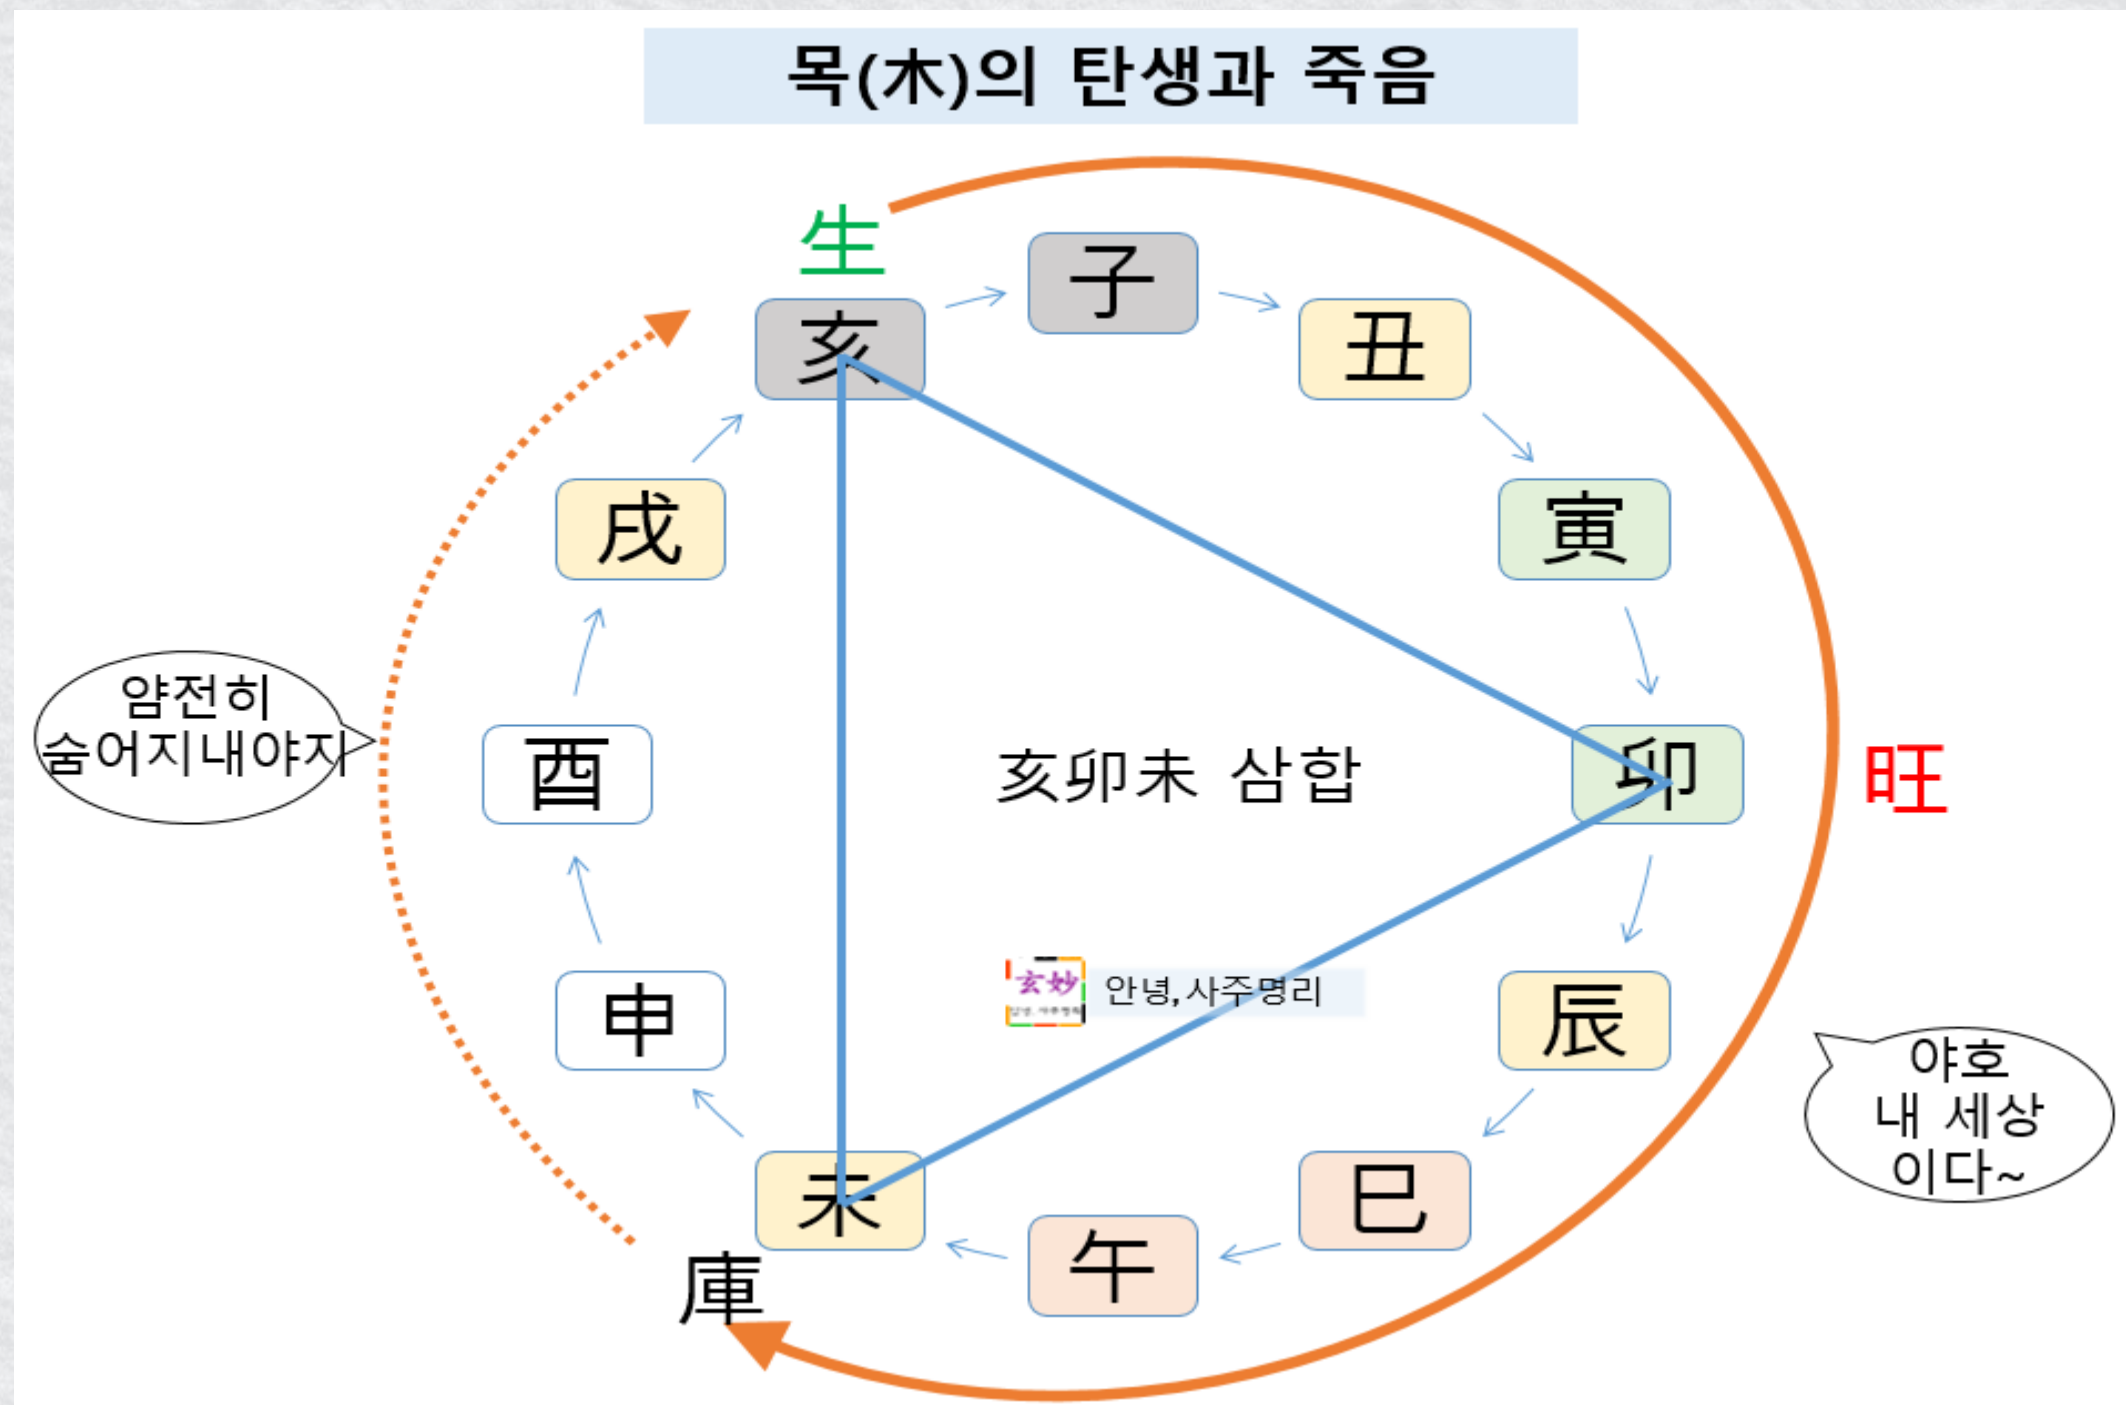 목(木)의 탄생과 죽음
生
子
亥
丑
戌
寅
얌전히
숨어지내야지
酉
亥卯未 삼합
卯
旺
玄妙
안녕, 사주명리
申
辰
야호
내 세상
이다~
未
巳
午
庫